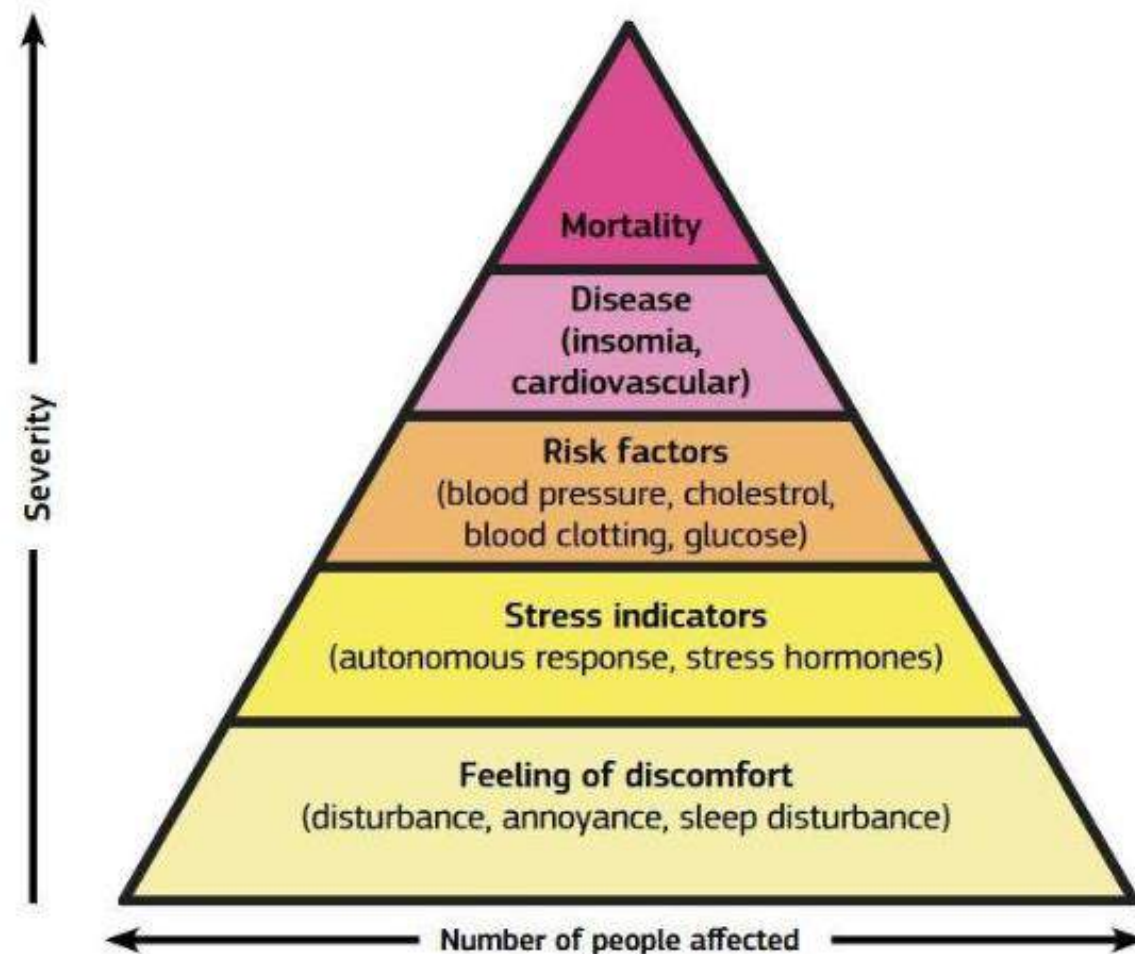 Severity
Mortality
Disease
(insomia,
cardiovascular)
Risk factors
(blood pressure, cholestrol,
blood clotting, glucose)
Stress indicators
(autonomous response, stress hormones)
Feeling of discomfort
(disturbance, annoyance, sleep disturbance)
Number of people affected